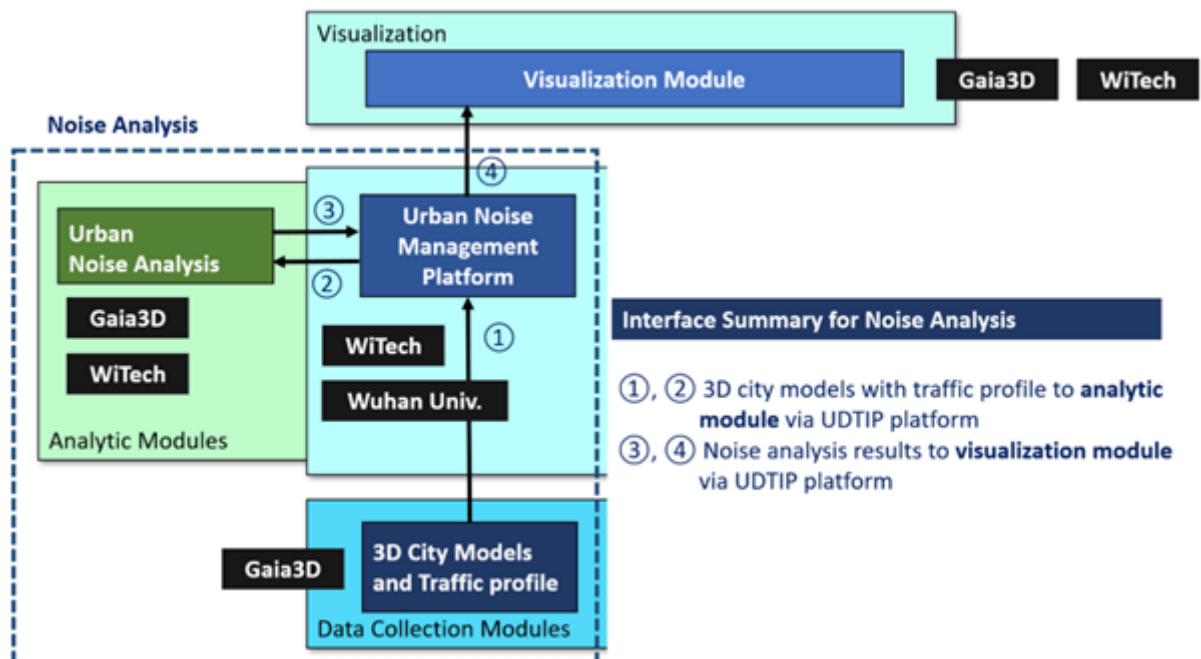 Visualization
Visualization Module
Gaia3D
WiTech
Noise Analysis
④
③
Urban
Noise Analysis
②
Urban Noise
Management
Platform
Gaia3D
WiTech
Analytic Modules
①
WiTech
Wuhan Univ.
Interface Summary for Noise Analysis
①, ② 3D city models with traffic profile to analytic
module via UDTIP platform
③, ④ Noise analysis results to visualization module
via UDTIP platform
Gaia3D
3D City Models
and Traffic profile
Data Collection Modules